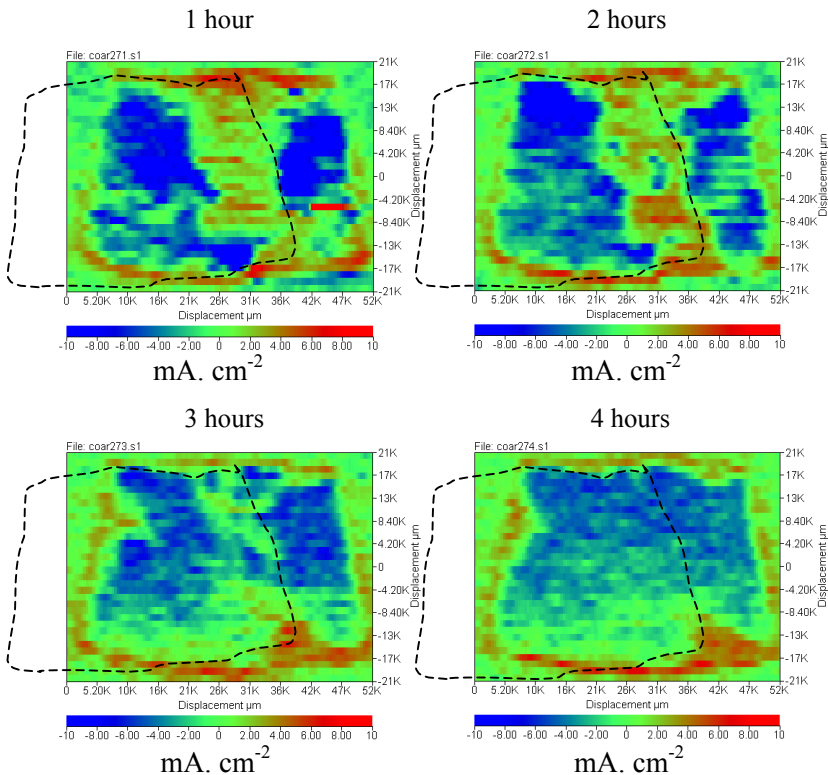 1 hour
File: coar271.s1
21K
17K
13K
8.40K
4.20K
0
-4.20K
-8.40K
-13K
-17K
-21K
Displacement µm
0 5.20K 10K 16K 21K 26K 31K 36K 42K 47K 52K
Displacement µm
-10 -8.00 -6.00 -4.00 -2.00 0 2.00 4.00 6.00 8.00 10
mA. cm-2
2 hours
File: coar272.s1
21K
17K
13K
8.40K
4.20K
0
-4.20K
-8.40K
-13K
-17K
-21K
Displacement µm
0 5.20K 10K 16K 21K 26K 31K 36K 42K 47K 52K
Displacement µm
-10 -8.00 -6.00 -4.00 -2.00 0 2.00 4.00 6.00 8.00 10
mA. cm-2
3 hours
File: coar273.s1
21K
17K
13K
8.40K
4.20K
0
-4.20K
-8.40K
-13K
-17K
-21K
Displacement µm
0 5.20K 10K 16K 21K 26K 31K 36K 42K 47K 52K
Displacement µm
-10 -8.00 -6.00 -4.00 -2.00 0 2.00 4.00 6.00 8.00 10
mA. cm-2
4 hours
File: coar274.s1
21K
17K
13K
8.40K
4.20K
0
-4.20K
-8.40K
-13K
-17K
-21K
Displacement µm
0 5.20K 10K 16K 21K 26K 31K 36K 42K 47K 52K
Displacement µm
-10 -8.00 -6.00 -4.00 -2.00 0 2.00 4.00 6.00 8.00 10
mA. cm-2